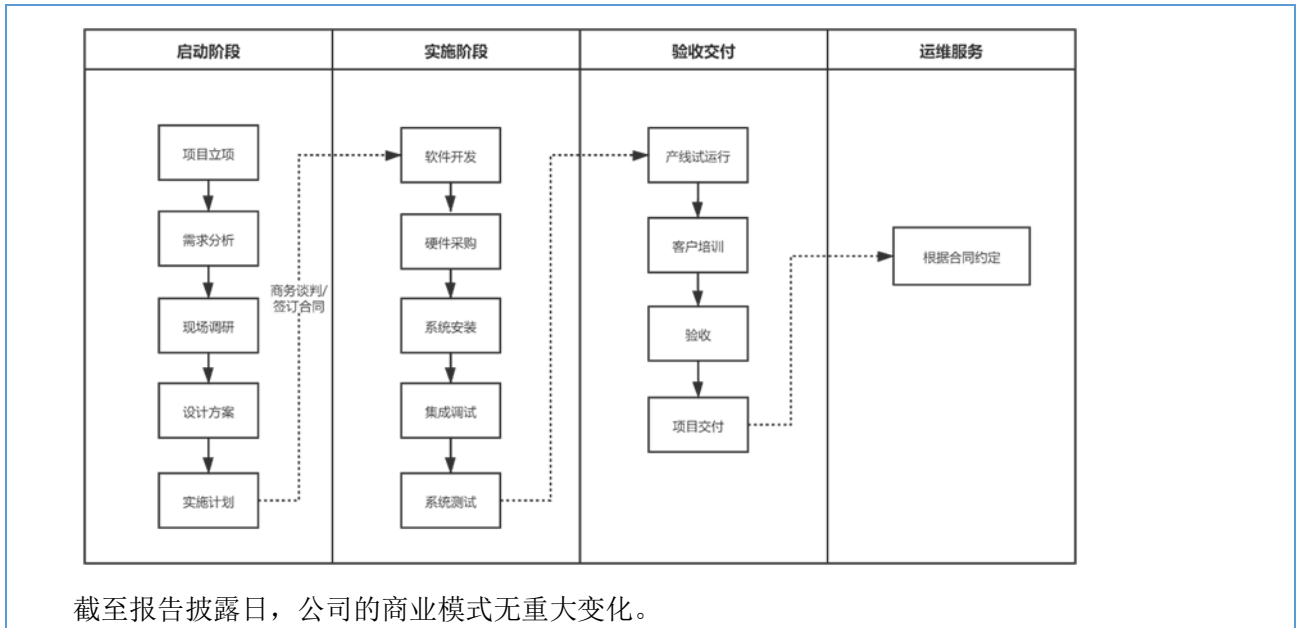 启动阶段
实施阶段
验收交付
运维服务
项目立项
需求分析
现场调研
设计方案
实施计划
商务谈判/
签订合同
软件开发
硬件采购
系统安装
集成调试
系统测试
产线试运行
客户培训
验收
项目交付
根据合同约定
截至报告披露日，公司的商业模式无重大变化。